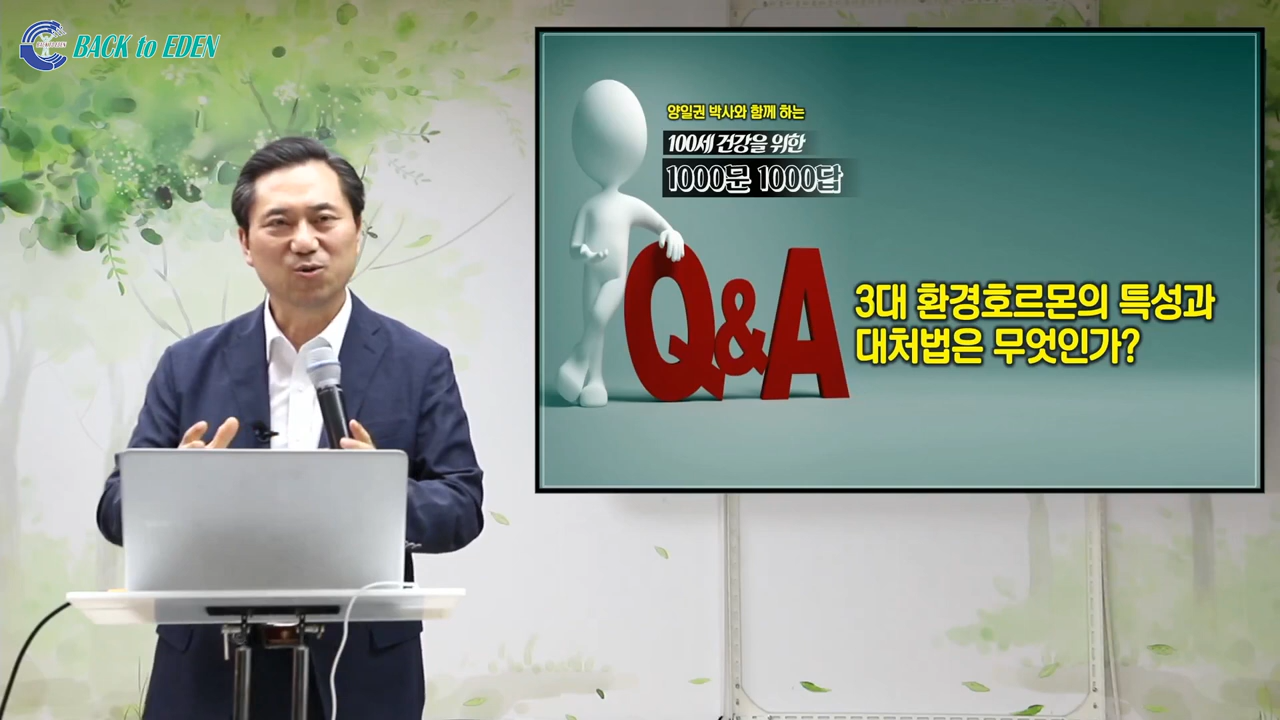 BACK to EDEN
양일권 박사와 함께 하는
100세 건강을 위한
1000문 1000답
Q&A
3대 환경호르몬의 특성과
대처법은 무엇인가?